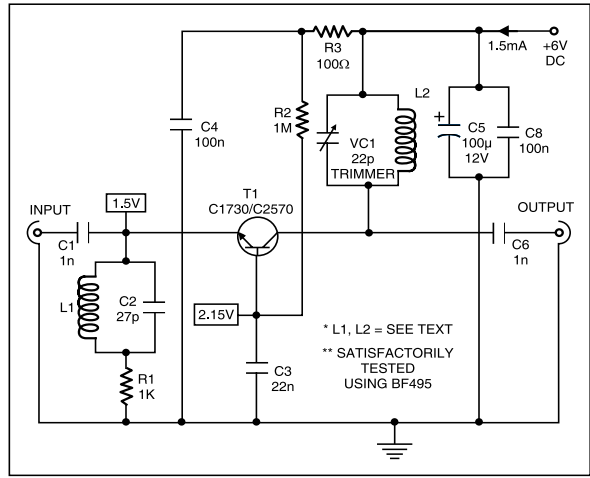 R3
100Ω
1.5mA
+6V
DC
L2
R2
1M
C4
100n
VC1
22p
TRIMMER
+
C5
100µ
12V
C8
100n
T1
C1730/C2570
INPUT
1.5V
OUTPUT
C1
1n
C6
1n
L1
C2
27p
2.15V
* L1, L2 = SEE TEXT
** SATISFACTORILY
TESTED
USING BF495
C3
22n
R1
1K